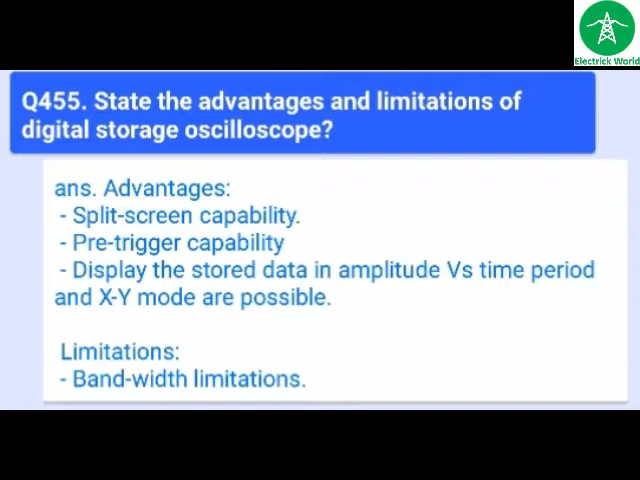 Electrick World
Q455. State the advantages and limitations of
digital storage oscilloscope?
ans. Advantages:
- Split-screen capability.
- Pre-trigger capability
- Display the stored data in amplitude Vs time period
and X-Y mode are possible.
Limitations:
- Band-width limitations.